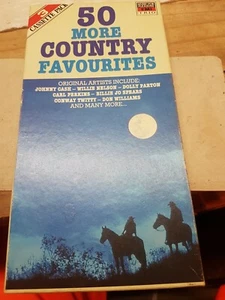 3
CASSETTE PACK
50
MORE
COUNTRY
FAVOURITES
ORIGINAL ARTISTS INCLUDE:
JOHNNY CASH – WILLIE NELSON – DOLLY PARTON
CARL PERKINS – BILLIE JO SPEARS
CONWAY TWITTY – DON WILLIAMS
AND MANY MORE...